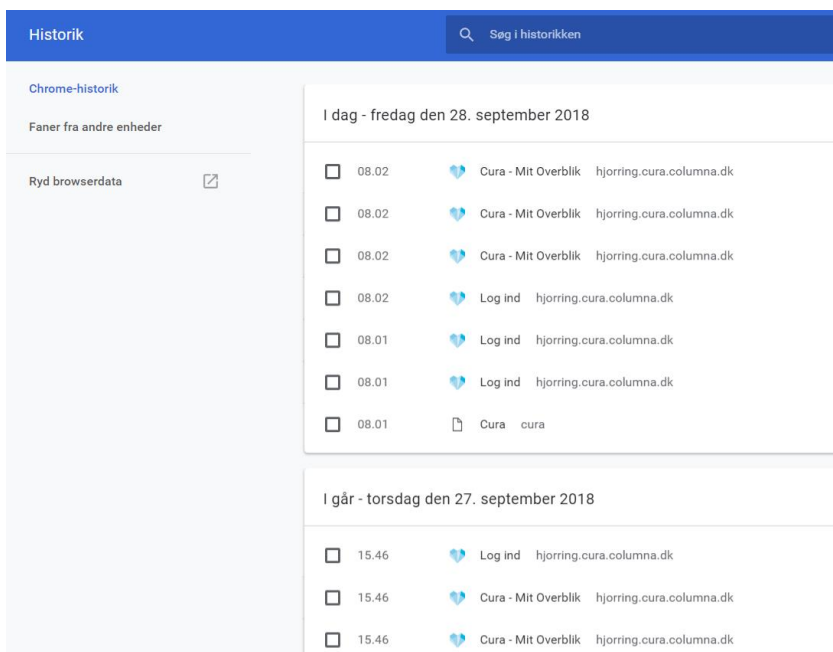 Historik
Søg i historikken
Chrome-historik
Faner fra andre enheder
Ryd browserdata
I dag - fredag den 28. september 2018
08.02 Cura - Mit Overblik hjorring.cura.columna.dk
08.02 Cura - Mit Overblik hjorring.cura.columna.dk
08.02 Cura - Mit Overblik hjorring.cura.columna.dk
08.02 Log ind hjorring.cura.columna.dk
08.01 Log ind hjorring.cura.columna.dk
08.01 Log ind hjorring.cura.columna.dk
08.01 Cura cura
I går - torsdag den 27. september 2018
15.46 Log ind hjorring.cura.columna.dk
15.46 Cura - Mit Overblik hjorring.cura.columna.dk
15.46 Cura - Mit Overblik hjorring.cura.columna.dk